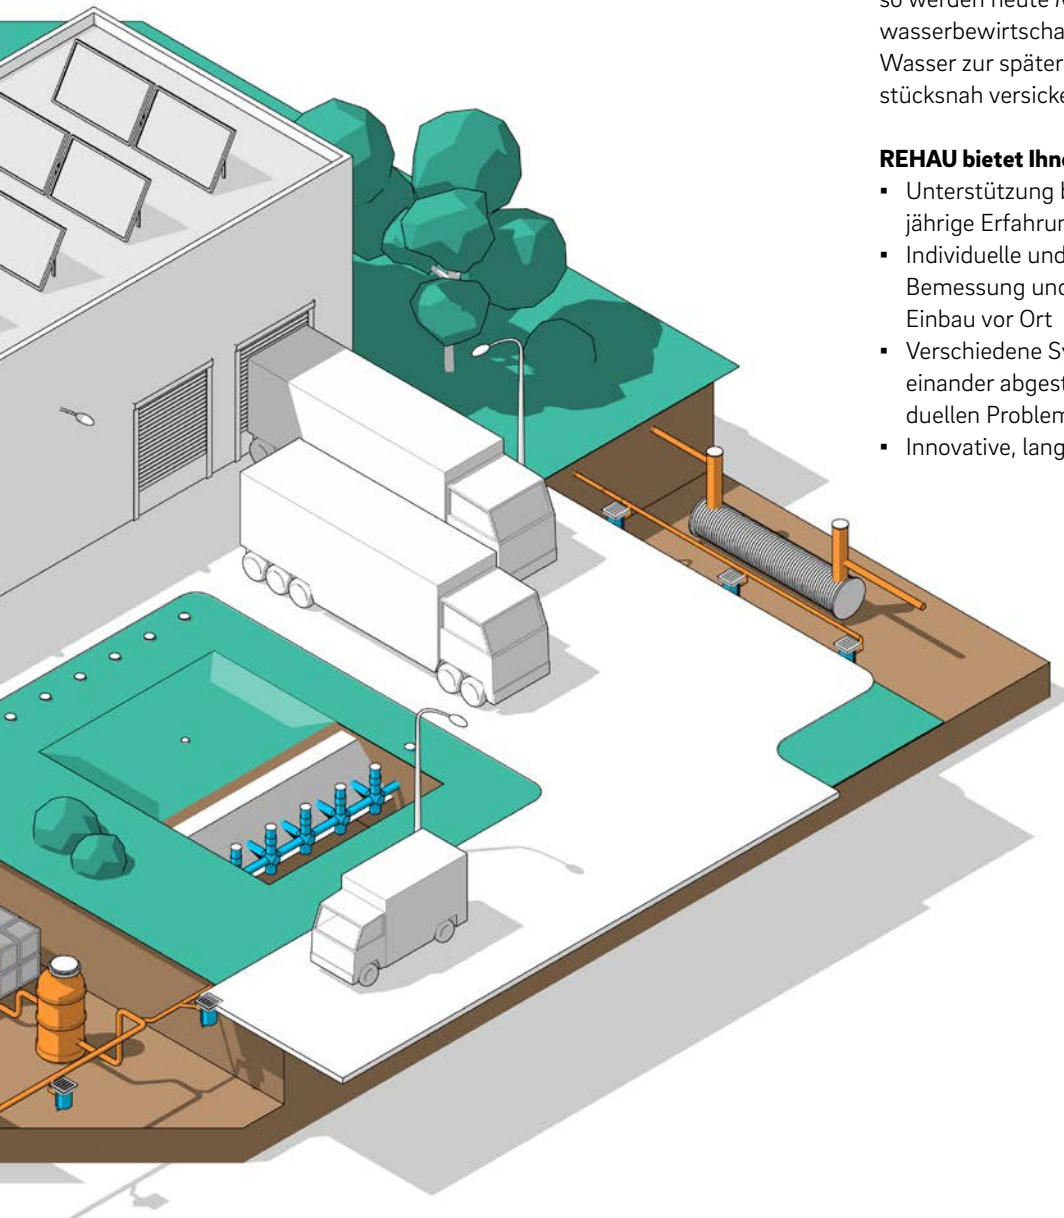 so werden heute
wasserbewirtscha
Wasser zur später
stücksnah versicke
REHAU bietet Ihn
▪ Unterstützung
jährige Erfahrun
▪ Individuelle und
Bemessung und
Einbau vor Ort
▪ Verschiedene
einander abgest
duellen Problem
▪ Innovative, lang